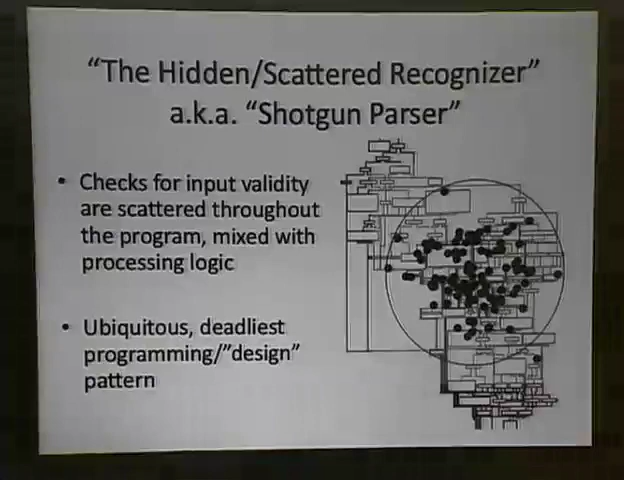 “The Hidden/Scattered Recognizer”
a.k.a. “Shotgun Parser”
• Checks for input validity
are scattered throughout
the program, mixed with
processing logic
• Ubiquitous, deadliest
programming/”design”
pattern